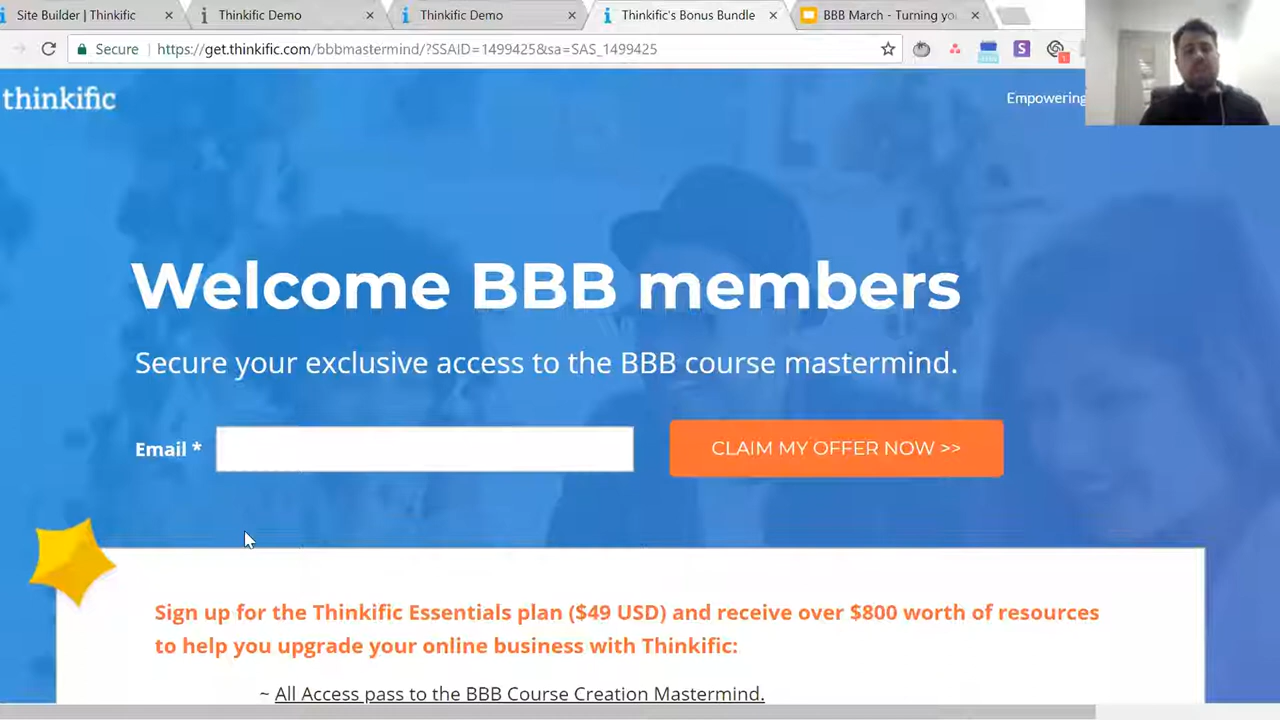 Site Builder | Thinkific
Thinkific Demo
Thinkific Demo
Thinkific's Bonus Bundle
BBB March - Turning yo
Secure
https://get.thinkific.com/bbbmastermind/?SSAID=1499425&sa=SAS_1499425
S
thinkific
Empowering
Welcome BBB members
Secure your exclusive access to the BBB course mastermind.
Email *
CLAIM MY OFFER NOW >>
Sign up for the Thinkific Essentials plan ($49 USD) and receive over $800 worth of resources
to help you upgrade your online business with Thinkific:
~ All Access pass to the BBB Course Creation Mastermind.